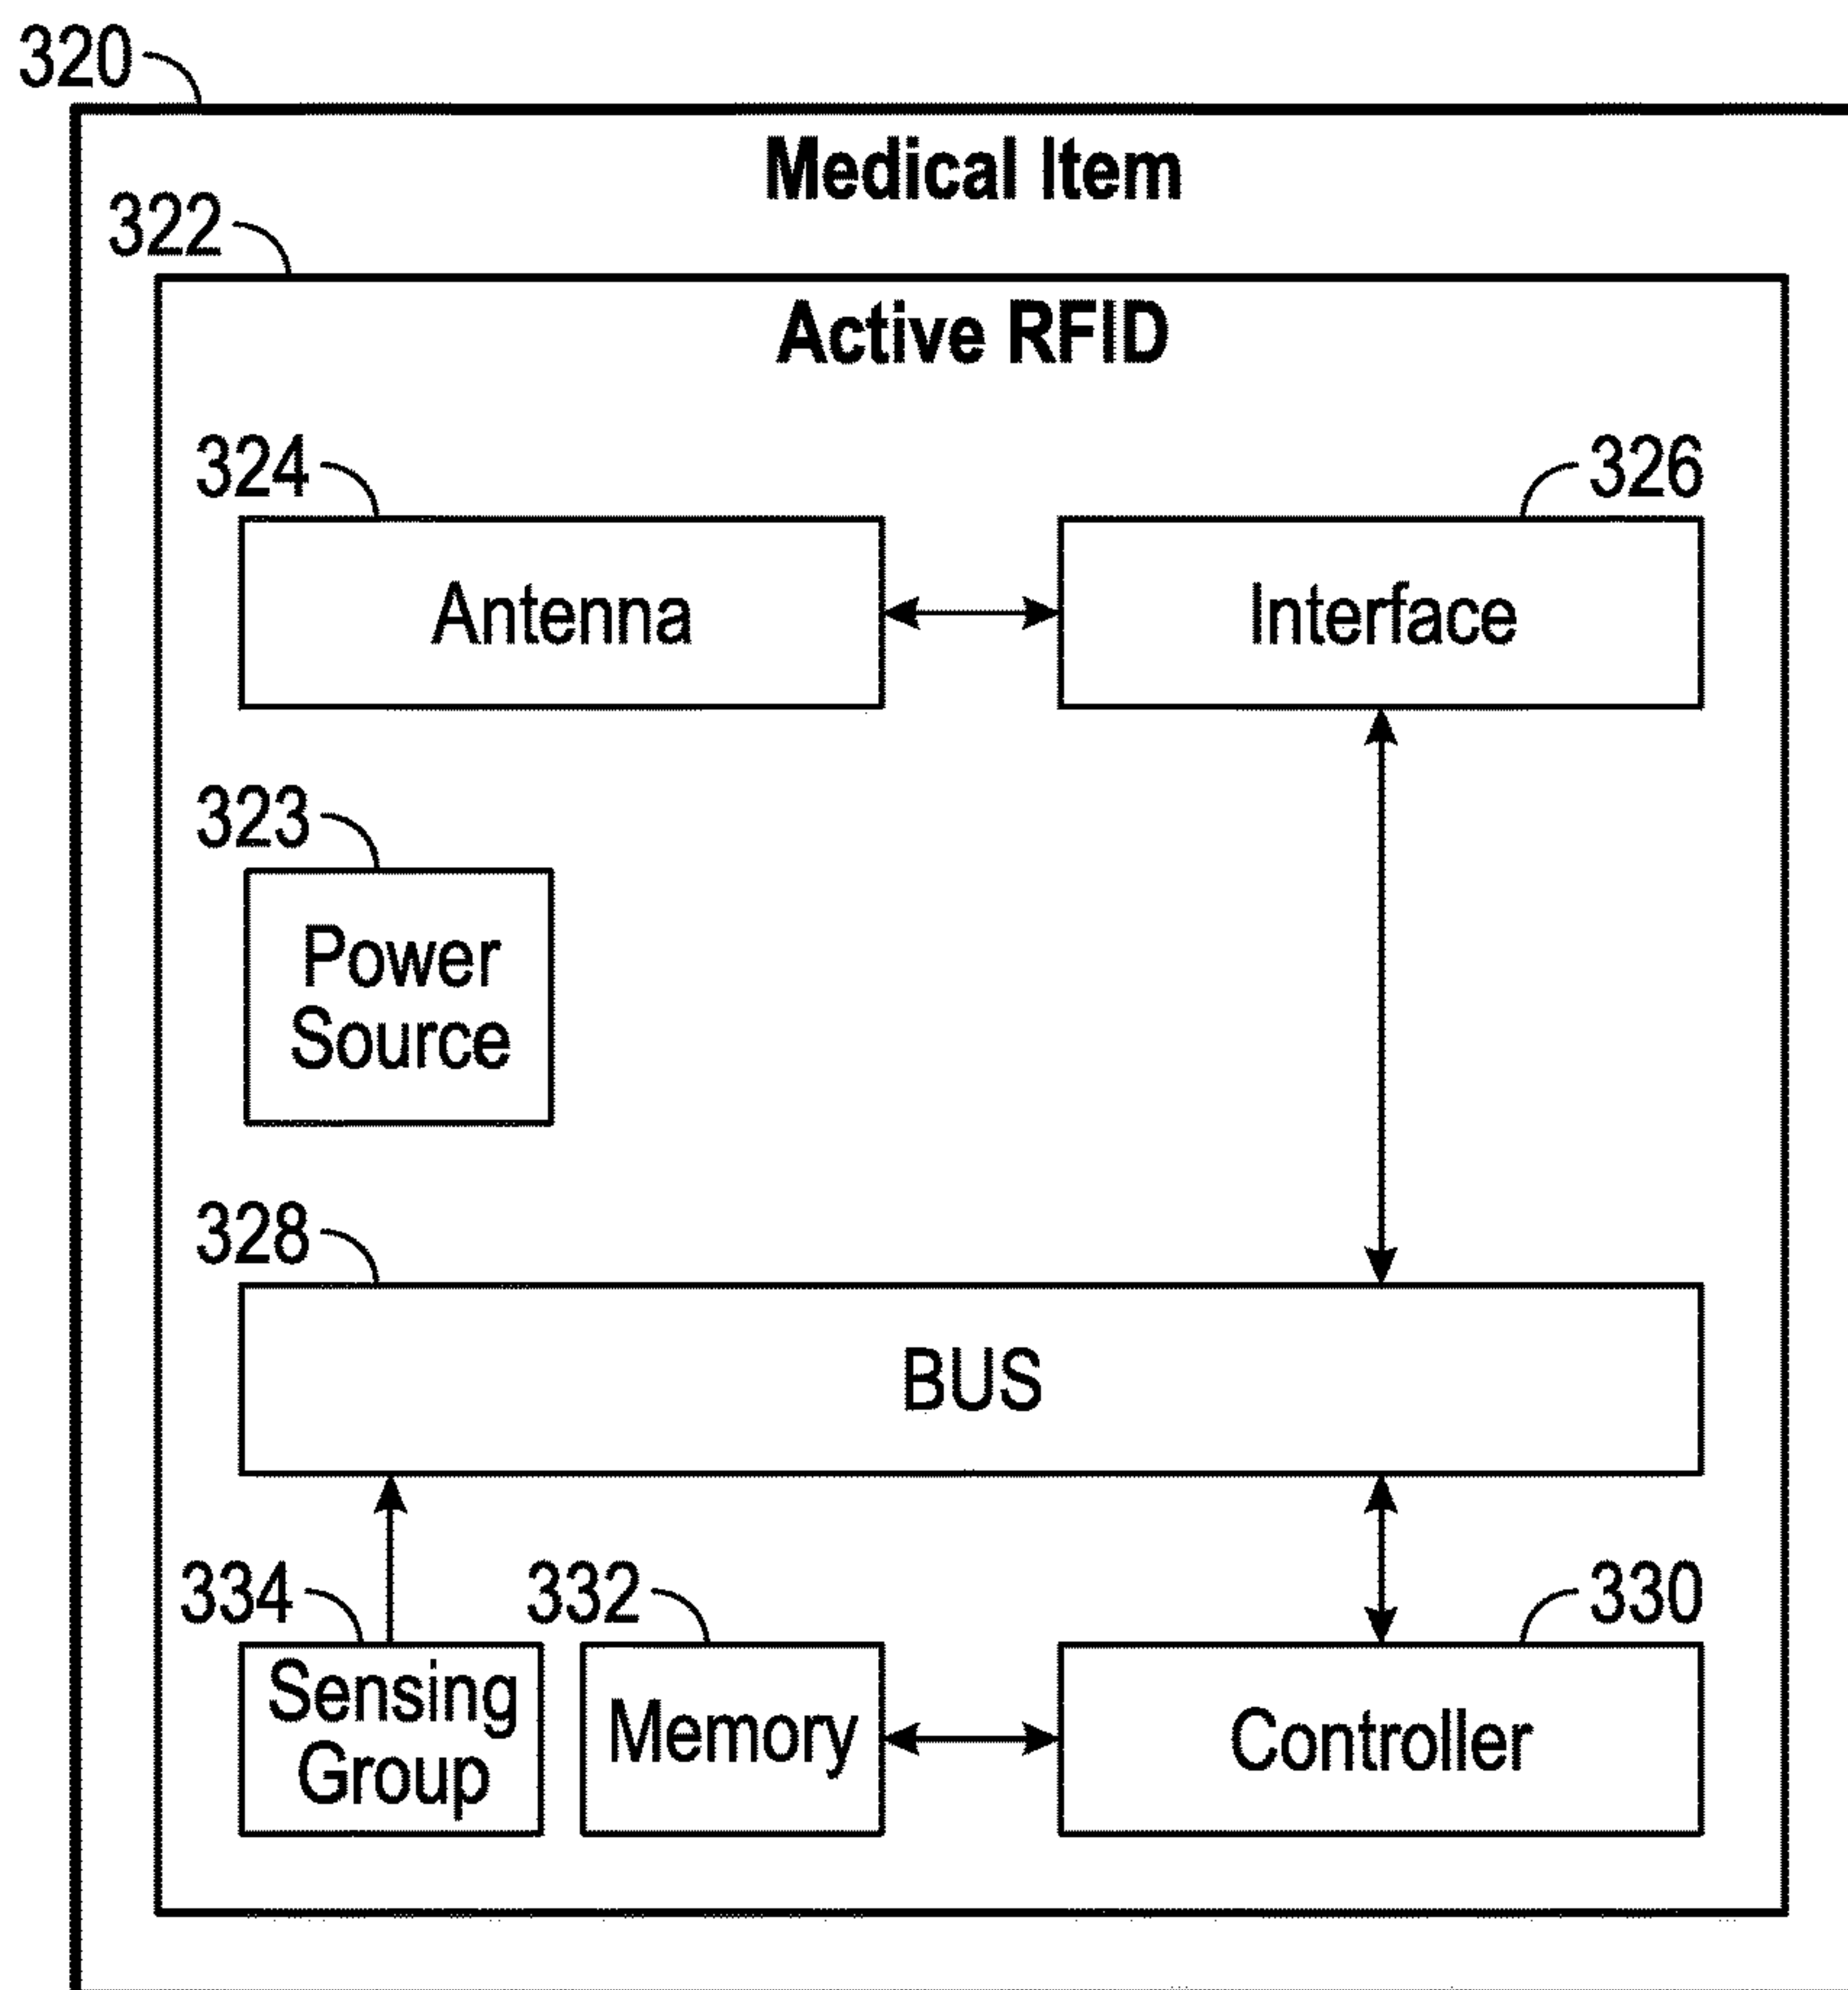 320
Medical Item
322
Active RFID
324
326
Antenna
Interface
323
Power
Source
328
BUS
334
332
330
Sensing
Group
Memory
Controller